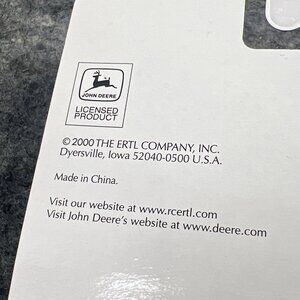 JOHN DEERE
LICENSED
PRODUCT
© 2000 THE ERTL COMPANY, INC.
Dyersville, Iowa 52040-0500 U.S.A.
Made in China.
Visit our website at www.rcertl.com
Visit John Deere's website at www.deere.com